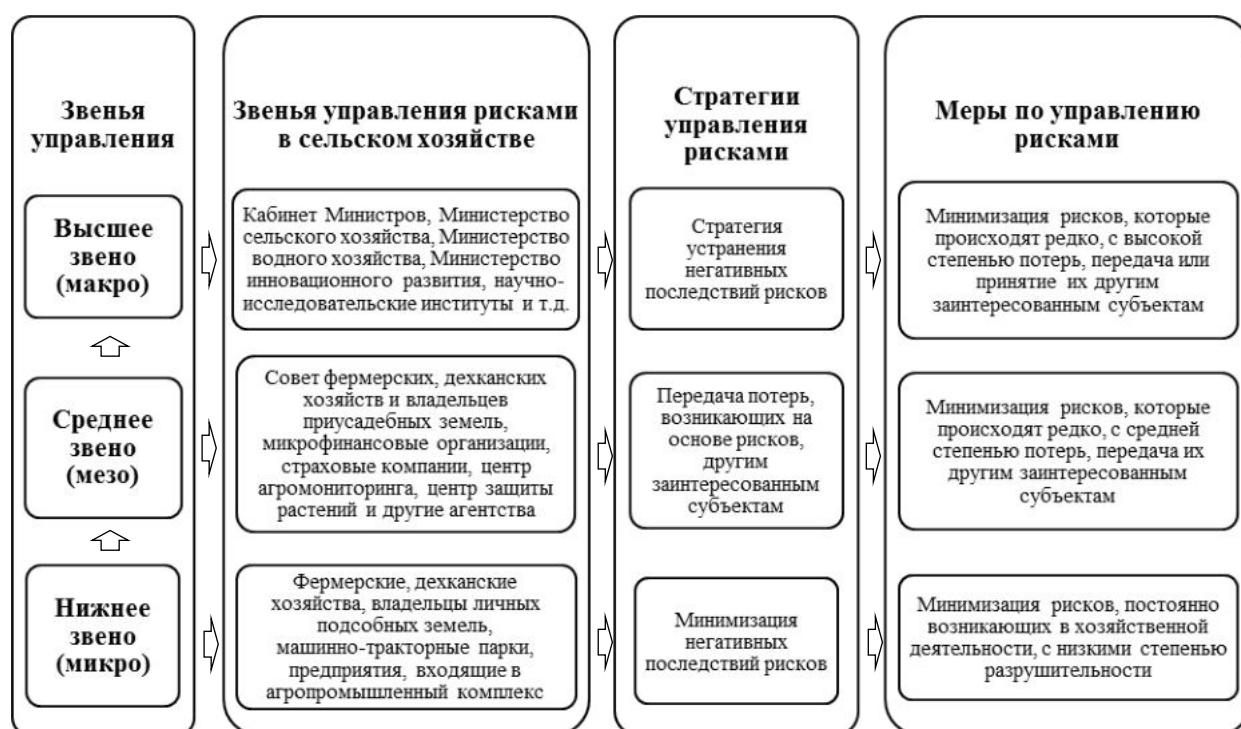 Звенья
управления
Звенья управления рисками
в сельском хозяйстве
Стратегии
управления
рисками
Меры по управлению
рисками
Высшее
звено
(макро)
Кабинет Министров, Министерство
сельского хозяйства, Министерство
водного хозяйства, Министерство
инновационного развития, научно-
исследовательские институты и т.д.
Стратегия
устранения
негативных
последствий рисков
Минимизация рисков, которые
происходят редко, с высокой
степенью потерь, передача или
принятие их другим
заинтересованным субъектам
Среднее
звено
(мезо)
Совет фермерских, дехканских
хозяйств и владельцев
приусадебных земель,
микрофинансовые организации,
страховые компании, центр
агромониторинга, центр защиты
растений и другие агентства
Передача потерь,
возникающих на
основе рисков,
другим
заинтересованным
субъектам
Минимизация рисков, которые
происходят редко, с средней
степенью потерь, передача их
другим заинтересованным
субъектам
Нижнее
звено
(микро)
Фермерские, дехканские
хозяйства, владельцы личных
подсобных земель,
машинно-тракторные парки,
предприятия, входящие в
агропромышленный комплекс
Минимизация
негативных
последствий рисков
Минимизация рисков, постоянно
возникающих в хозяйственной
деятельности, с низкими степенью
разрушительности